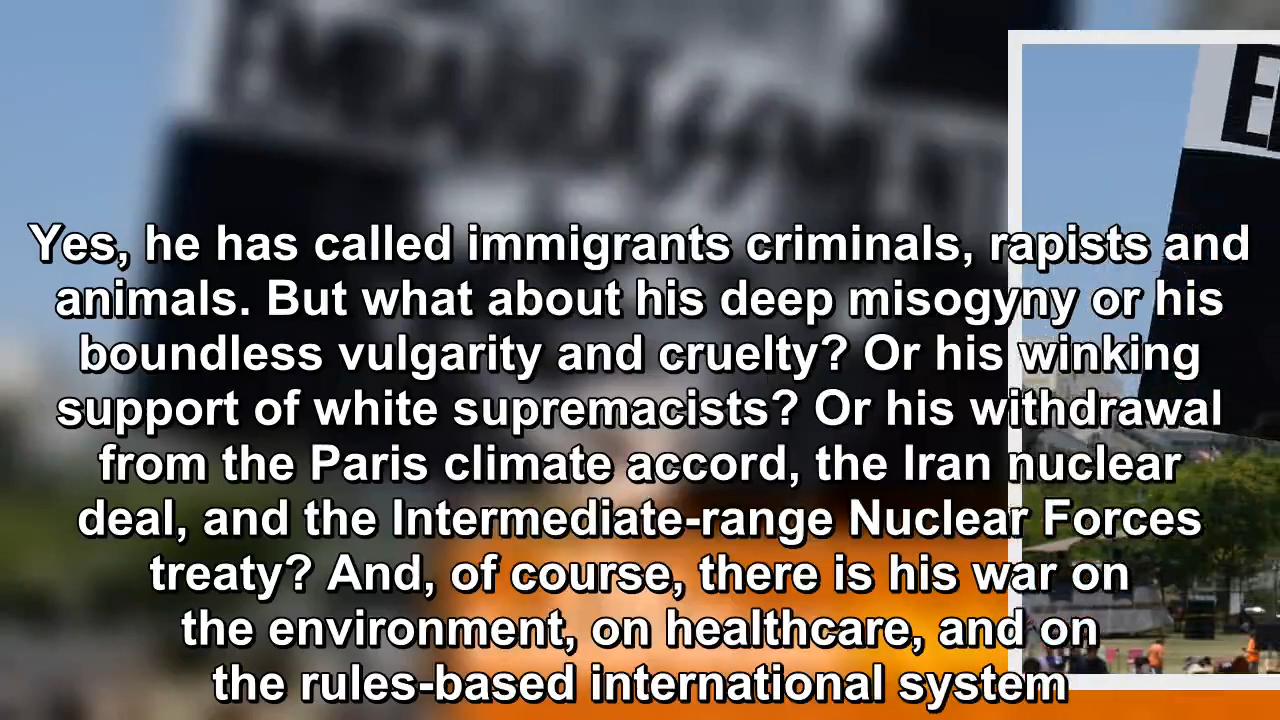 Yes, he has called immigrants criminals, rapists and
animals. But what about his deep misogyny or his
boundless vulgarity and cruelty? Or his winking
support of white supremacists? Or his withdrawal
from the Paris climate accord, the Iran nuclear
deal, and the Intermediate-range Nuclear Forces
treaty? And, of course, there is his war on
the environment, on healthcare, and on
the rules-based international system